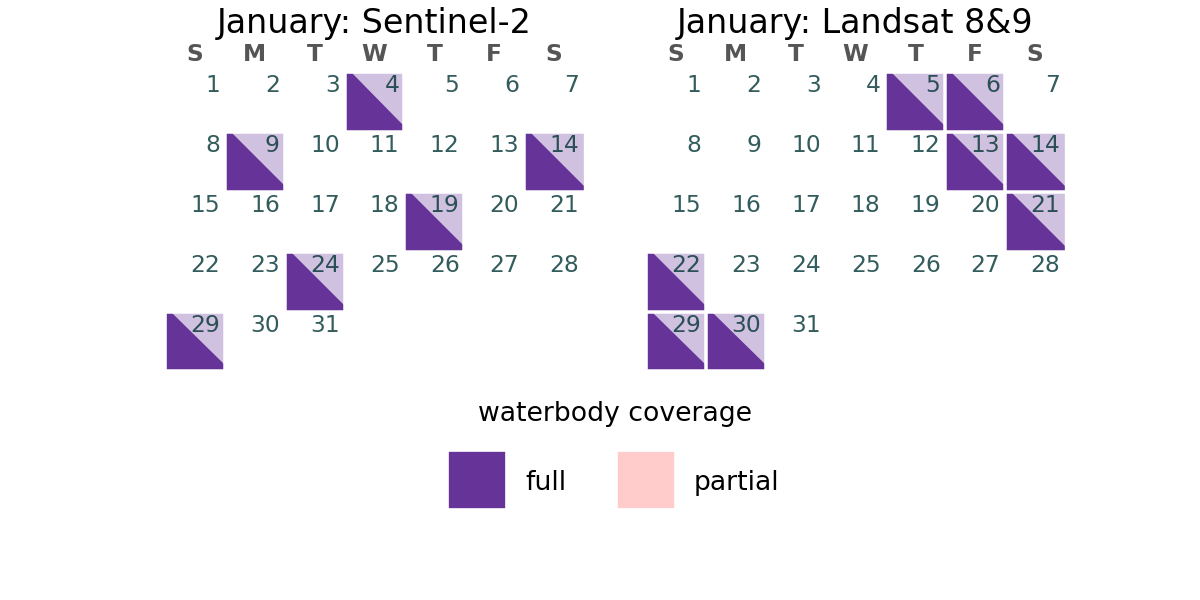 January: Sentinel-2
S M T W T F S
1 2 3 4 5 6 7
8 9 10 11 12 13 14
15 16 17 18 19 20 21
22 23 24 25 26 27 28
29 30 31
January: Landsat 8&9
S M T W T F S
1 2 3 4 5 6 7
8 9 10 11 12 13 14
15 16 17 18 19 20 21
22 23 24 25 26 27 28
29 30 31
waterbody coverage
full partial